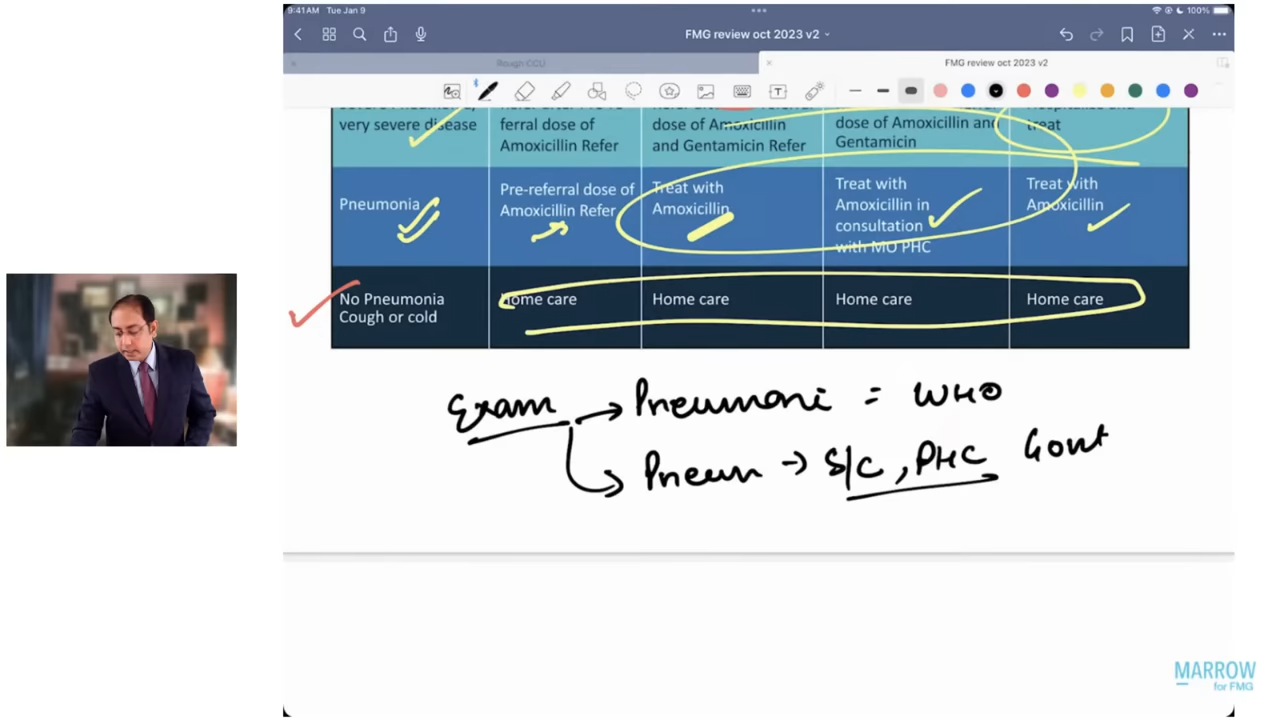 9:41AM Tue Jan 9
100%
FMG review oct 2023 v2
Rough CCU
FMG review oct 2023 v2
very severe disease
ferral dose of
Amoxicillin Refer
dose of Amoxicillin
and Gentamicin Refer
dose of Amoxicillin and
Gentamicin
treat
Pneumonia
Pre-referral dose of
Amoxicillin Refer
Treat with
Amoxicillin
Treat with
Amoxicillin in
consultation
with MO PHC
Treat with
Amoxicillin
No Pneumonia
Cough or cold
Home care
Home care
Home care
Home care
Exam → Pneumoni = WHO
Pneum → S/C, PHC Govt
MARROW
for FMG